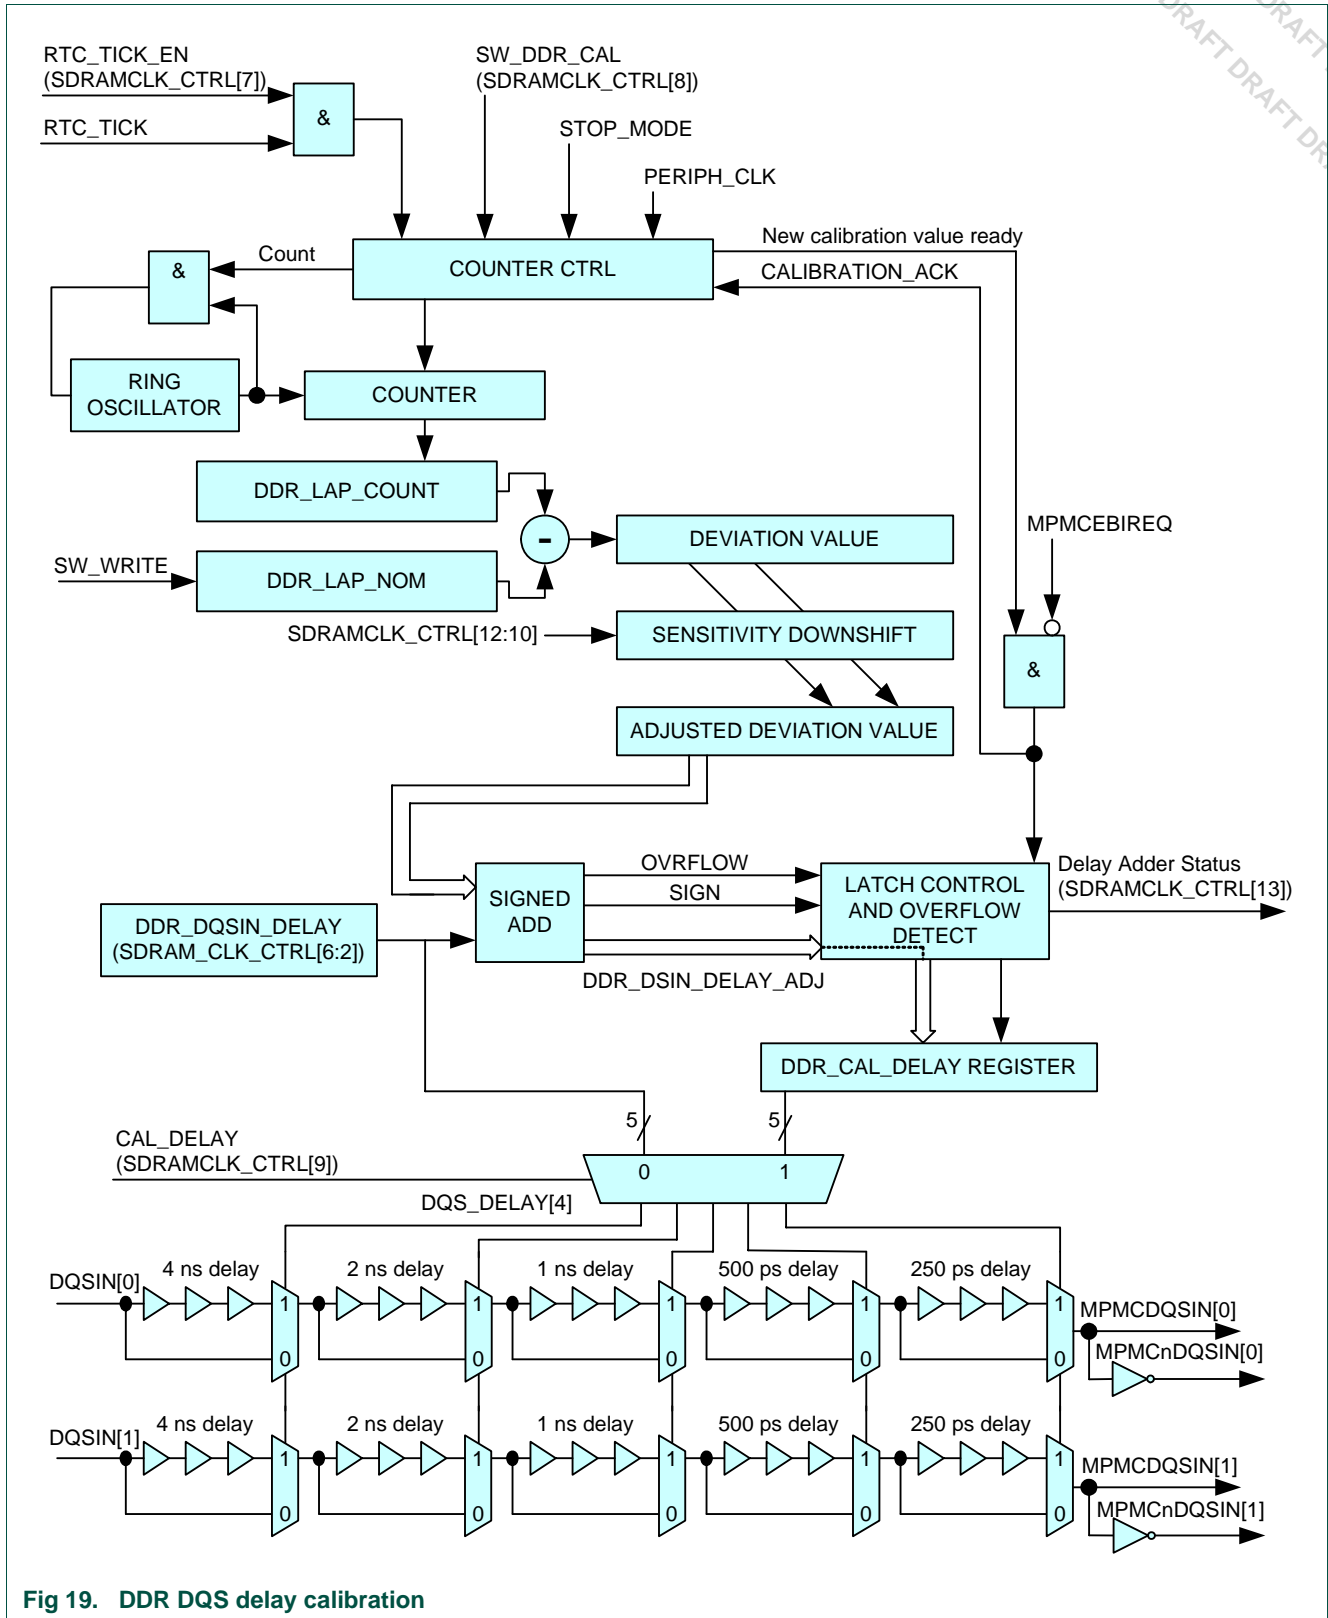 DRAFT DRAFT DRA
DRAFT
RTC_TICK_EN
(SDRAMCLK_CTRL[7])
RTC_TICK
&
SW_DDR_CAL
(SDRAMCLK_CTRL[8])
STOP_MODE
PERIPH_CLK
Count
&
COUNTER CTRL
New calibration value ready
CALIBRATION_ACK
RING
OSCILLATOR
COUNTER
DDR_LAP_COUNT
-
DEVIATION VALUE
MPMCEBIREQ
SW_WRITE
DDR_LAP_NOM
SDRAMCLK_CTRL[12:10]
SENSITIVITY DOWNSHIFT
&
ADJUSTED DEVIATION VALUE
DDR_DQSIN_DELAY
(SDRAM_CLK_CTRL[6:2])
SIGNED
ADD
OVRFLOW
SIGN
DDR_DSIN_DELAY_ADJ
LATCH CONTROL
AND OVERFLOW
DETECT
Delay Adder Status
(SDRAMCLK_CTRL[13])
DDR_CAL_DELAY REGISTER
5
5
CAL_DELAY
(SDRAMCLK_CTRL[9])
0
1
DQS_DELAY[4]
DQSIN[0]
4 ns delay
2 ns delay
1 ns delay
500 ps delay
250 ps delay
1
1
1
1
1
0
0
0
0
0
MPMCDQSIN[0]
MPMCnDQSIN[0]
DQSIN[1]
4 ns delay
2 ns delay
1 ns delay
500 ps delay
250 ps delay
1
1
1
1
1
0
0
0
0
0
MPMCDQSIN[1]
MPMCnDQSIN[1]
Fig 19. DDR DQS delay calibration